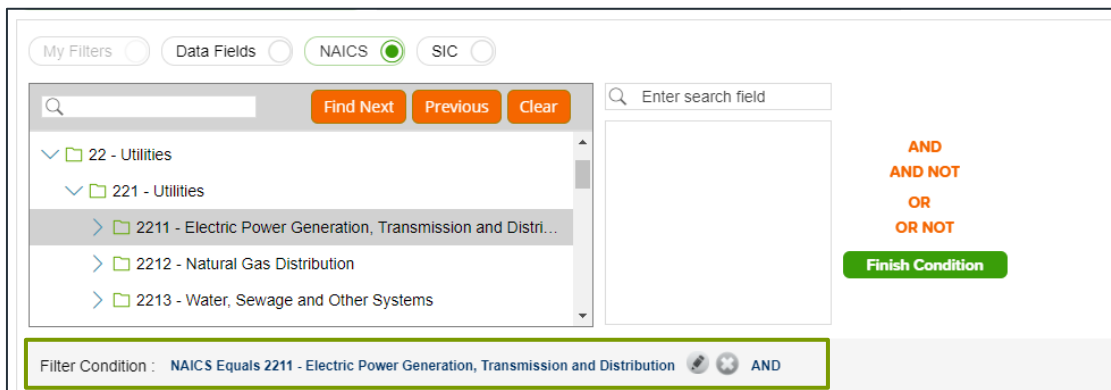 My Filters Data Fields NAICS SIC
Find Next Previous Clear Enter search field
22 - Utilities
221 - Utilities
2211 - Electric Power Generation, Transmission and Distri...
2212 - Natural Gas Distribution
2213 - Water, Sewage and Other Systems
AND
AND NOT
OR
OR NOT
Finish Condition
Filter Condition : NAICS Equals 2211 - Electric Power Generation, Transmission and Distribution AND